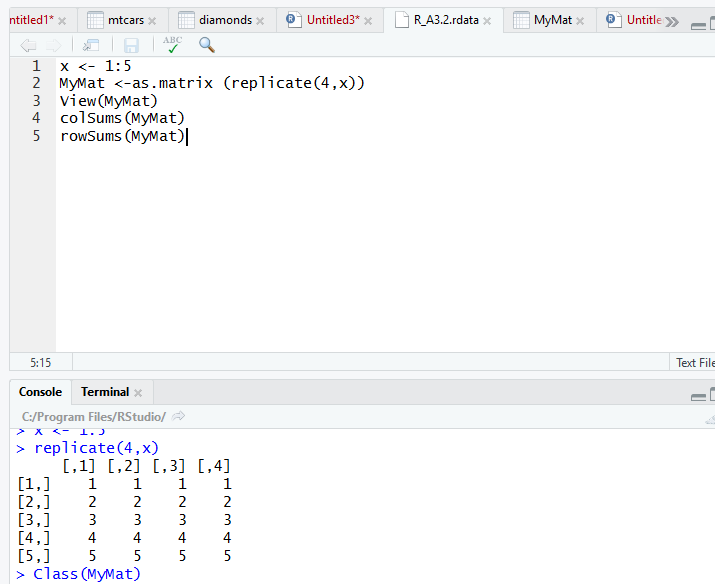 ntitled1* mtcars diamonds Untitled3* R_A3.2.rdata MyMat Untitle
ABC
1 x <- 1:5
2 MyMat <-as.matrix (replicate(4,x))
3 View(MyMat)
4 colSums(MyMat)
5 rowSums(MyMat)
5:15 Text File
Console Terminal
C:/Program Files/RStudio/
> x <- 1:5
> replicate(4,x)
[,1] [,2] [,3] [,4]
[1,] 1 1 1 1
[2,] 2 2 2 2
[3,] 3 3 3 3
[4,] 4 4 4 4
[5,] 5 5 5 5
> Class(MyMat)